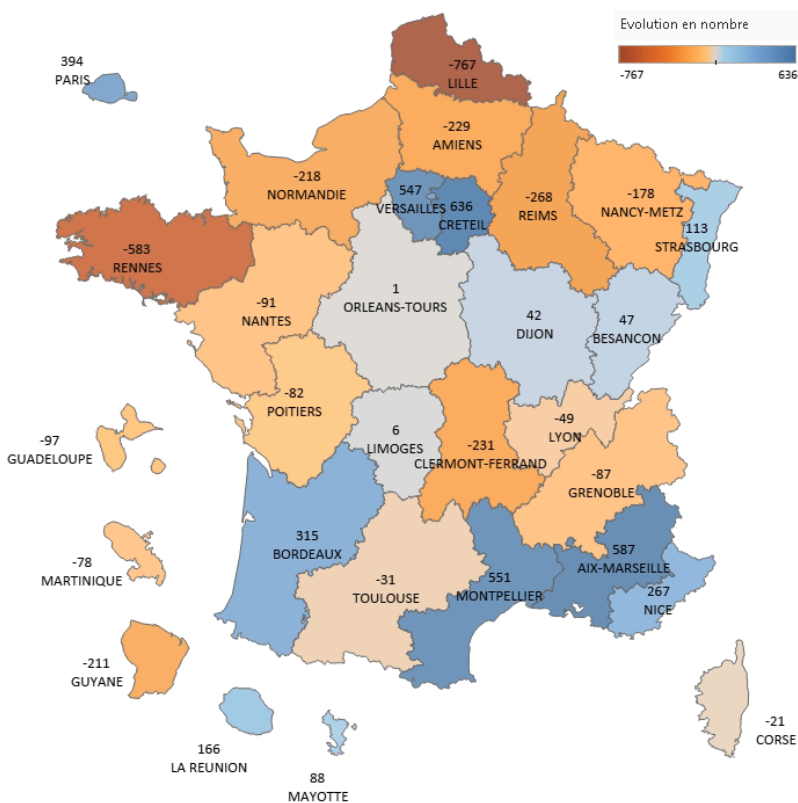 Evolution en nombre
-767
636
394
PARIS
-767
LILLE
-229
AMIENS
-218
NORMANDIE
547
VERSAILLES
636
CRETEIL
-268
REIMS
-178
NANCY-METZ
113
STRASBOURG
-583
RENNES
-91
NANTES
1
ORLEANS-TOURS
42
DIJON
47
BESANCON
-82
POITIERS
6
LIMOGES
-231
CLERMONT-FERRAND
-49
LYON
-87
GRENOBLE
-97
GUADELOUPE
315
BORDEAUX
-31
TOULOUSE
551
MONTPELLIER
587
AIX-MARSEILLE
267
NICE
-78
MARTINIQUE
-211
GUYANE
166
LA REUNION
88
MAYOTTE
-21
CORSE